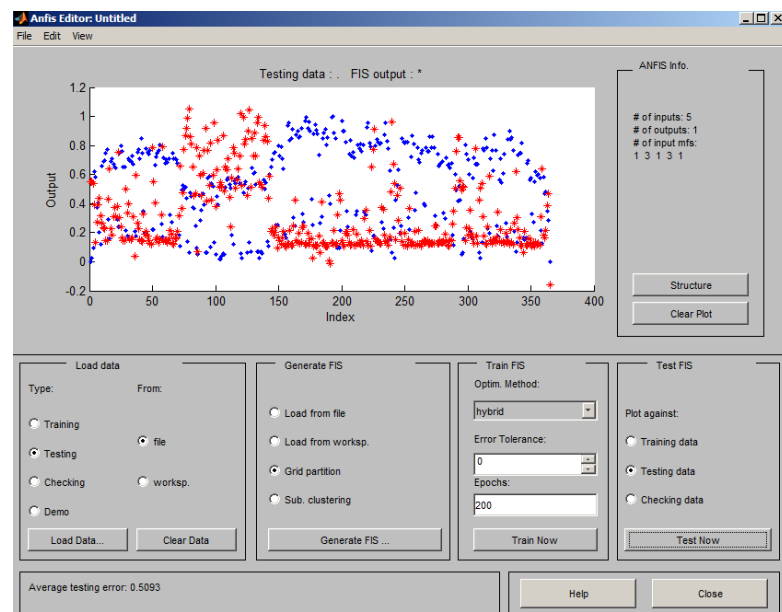 Anfis Editor: Untitled
File Edit View
Testing data : . FIS output : *
1.2
1
0.8
0.6
0.4
0.2
0
-0.2
Output
0 50 100 150 200 250 300 350 400
Index
ANFIS Info.
# of inputs: 5
# of outputs: 1
# of input mfs:
1 3 1 3 1
Structure
Clear Plot
Load data
Type: From:
Training
Testing
Checking
Demo
file
worksp.
Load Data... Clear Data
Generate FIS
Load from file
Load from worksp.
Grid partition
Sub. clustering
Generate FIS ...
Train FIS
Optim. Method:
hybrid
Error Tolerance:
0
Epochs:
200
Train Now
Test FIS
Plot against:
Training data
Testing data
Checking data
Test Now
Average testing error: 0.5093
Help Close